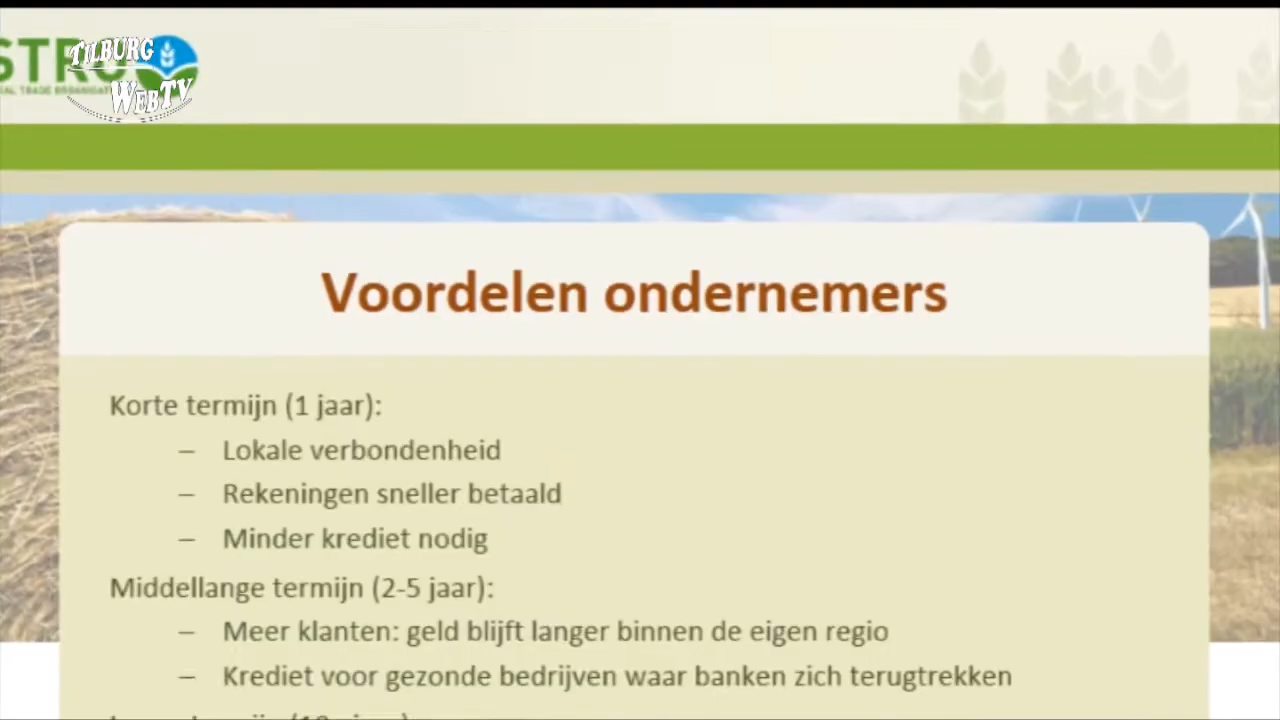 STRO
TILBURG
WEBTV
Voordelen ondernemers
Korte termijn (1 jaar):
– Lokale verbondenheid
– Rekeningen sneller betaald
– Minder krediet nodig
Middellange termijn (2-5 jaar):
– Meer klanten: geld blijft langer binnen de eigen regio
– Krediet voor gezonde bedrijven waar banken zich terugtrekken